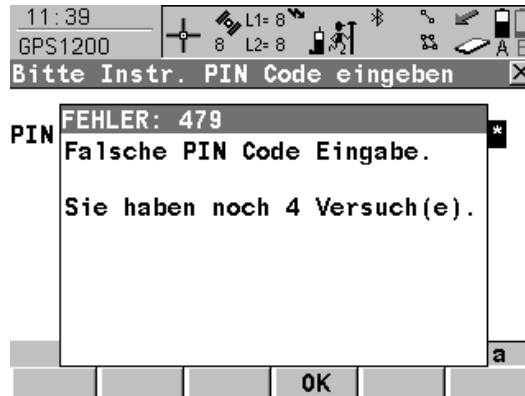 11:39
L1= 8
GPS1200
8 L2= 8
A B
Bitte Instr. PIN Code eingeben X
FEHLER: 479
PIN
*
Falsche PIN Code Eingabe.
Sie haben noch 4 Versuch(e).
a
OK